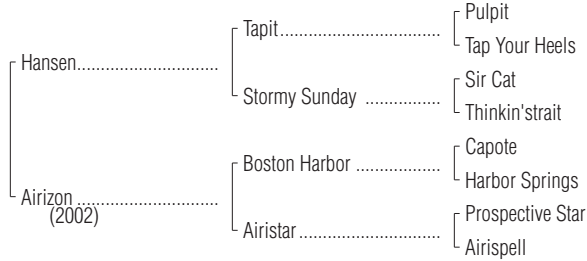 Pulpit
Tapit
Tap Your Heels
Hansen
Sir Cat
Stormy Sunday
Thinkin'strait
Capote
Boston Harbor
Harbor Springs
Airizon
(2002)
Prospective Star
Airistar
Airispell